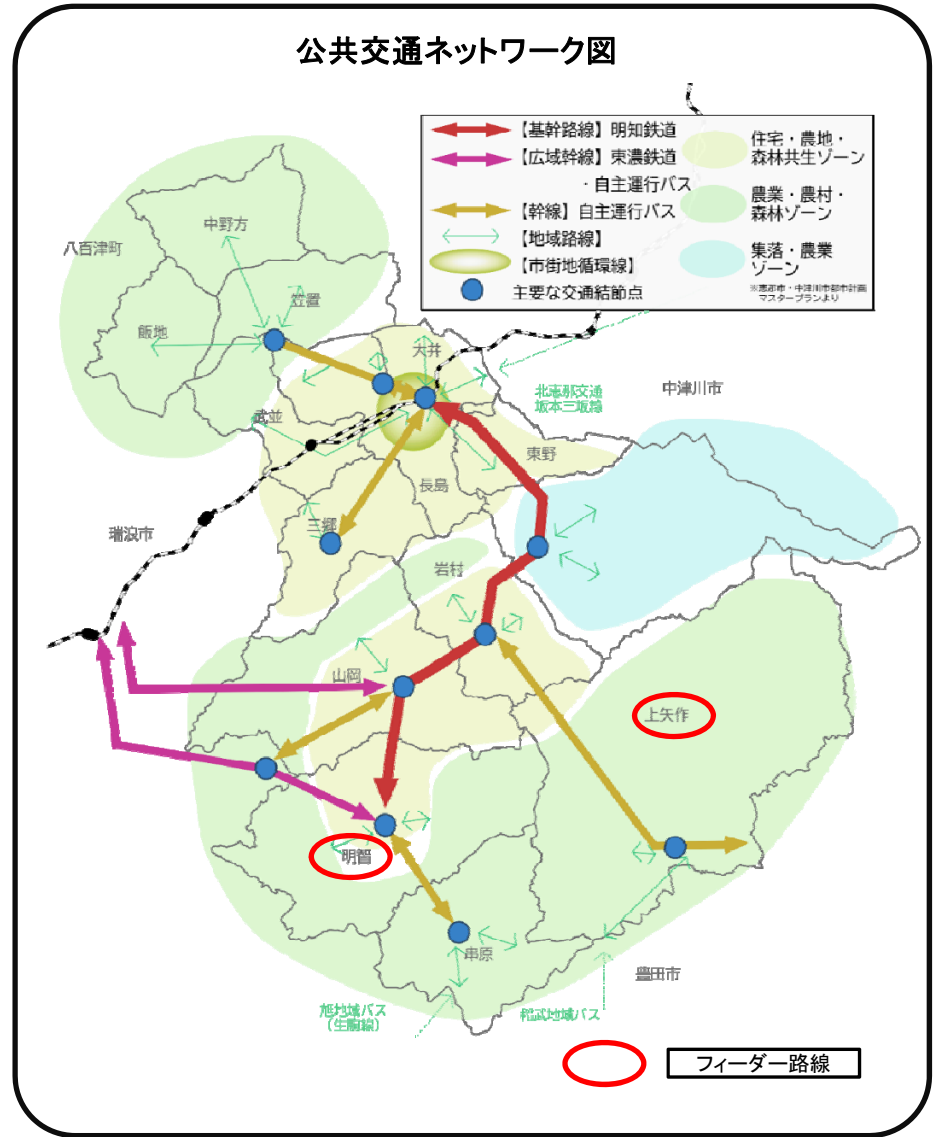 公共交通ネットワーク図
【基幹路線】明知鉄道
【広域幹線】東濃鉄道
・自主運行バス
【幹線】自主運行バス
【地域路線】
【市街地循環線】
主要な交通結節点
住宅・農地・
森林共生ゾーン
農業・農村・
森林ゾーン
集落・農業
ゾーン
※恵那市・中津川市都市計画
マスタープランより
中野方
八百津町
笠置
飯地
大井
北恵那交通
坂本三坂線
中津川市
武並
東野
長島
三郷
瑞浪市
岩村
山岡
上矢作
明智
串原
豊田市
旭地域バス
(生駒線)
稲武地域バス
フィーダー路線